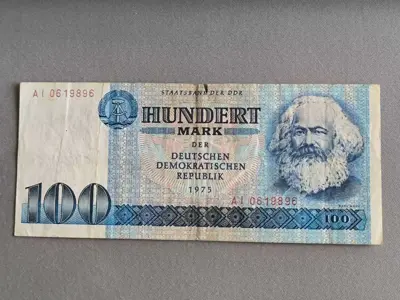 STAATSBANK DER DDR
AI 0619896
HUNDERT
MARK
DER
DEUTSCHEN
DEMOKRATISCHEN
REPUBLIK
1975
AI 0619896
100
100